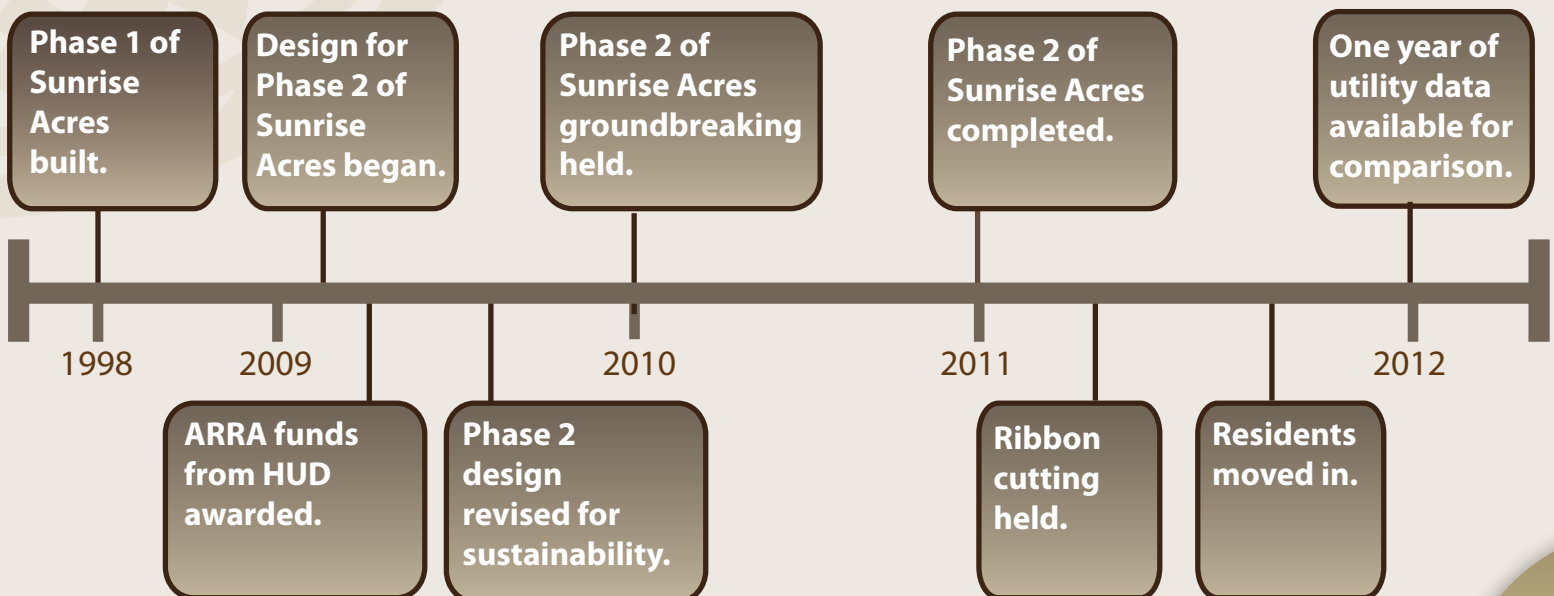 Phase 1 of
Sunrise
Acres
built.
Design for
Phase 2 of
Sunrise
Acres began.
Phase 2 of
Sunrise Acres
groundbreaking
held.
Phase 2 of
Sunrise Acres
completed.
One year of
utility data
available for
comparison.
1998
2009
2010
2011
2012
ARRA funds
from HUD
awarded.
Phase 2
design
revised for
sustainability.
Ribbon
cutting
held.
Residents
moved in.